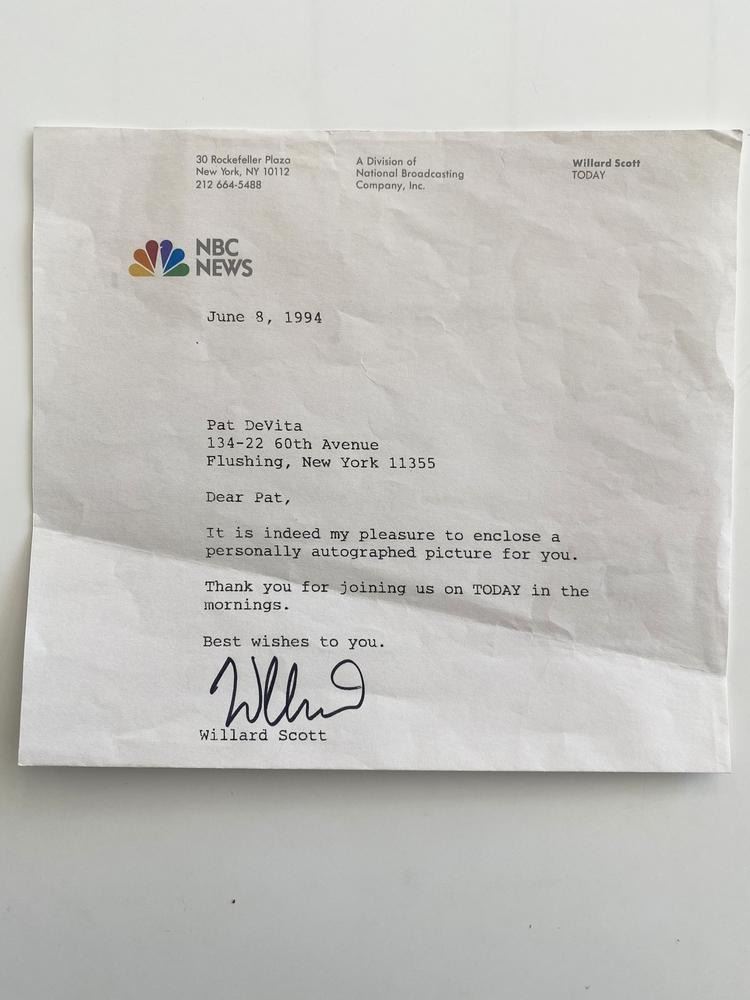 30 Rockefeller Plaza
New York, NY 10112
212 664-5488
A Division of
National Broadcasting
Company, Inc.
Willard Scott
TODAY
NBC
NEWS
June 8, 1994
Pat DeVita
134-22 60th Avenue
Flushing, New York 11355
Dear Pat,
It is indeed my pleasure to enclose a
personally autographed picture for you.
Thank you for joining us on TODAY in the
mornings.
Best wishes to you.
Willard
Willard Scott